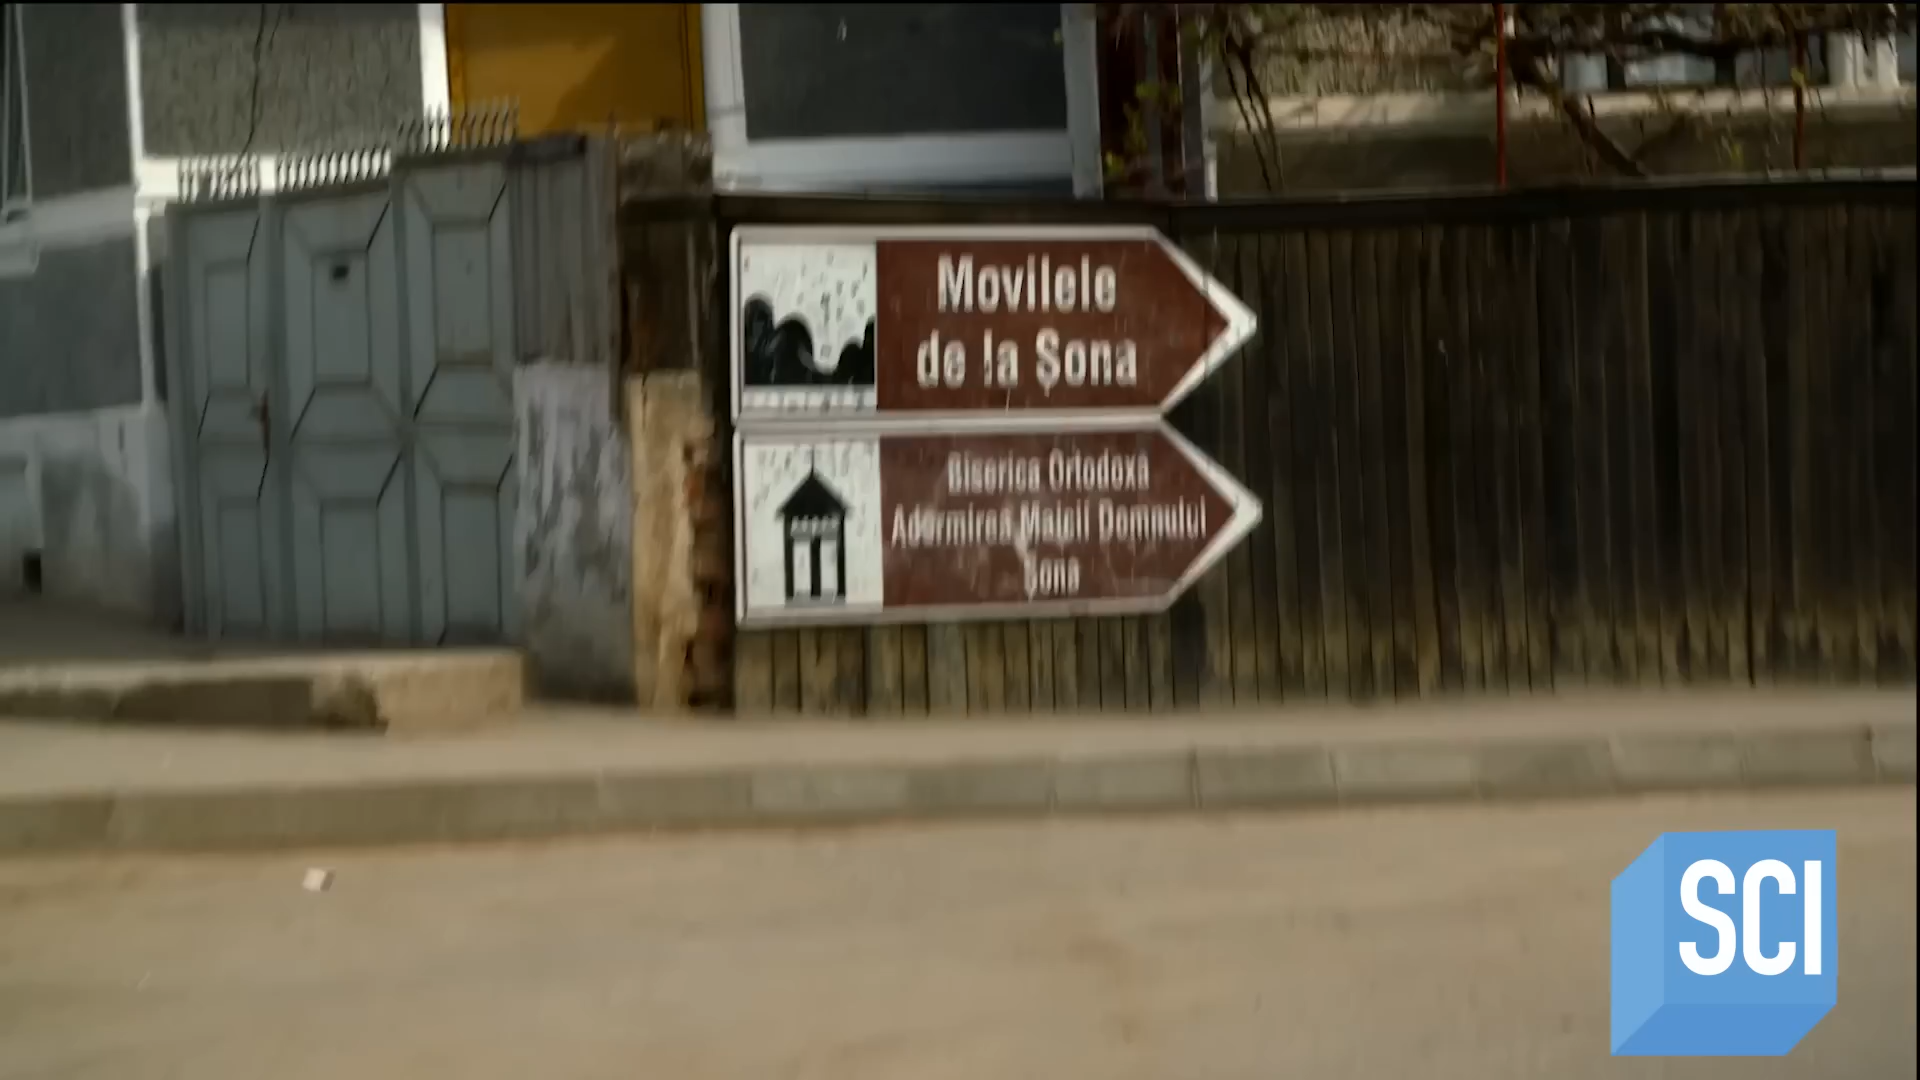 Movilele
de la Șona
Biserica Ortodoxă
Adormirea Maicii Domnului
Șona
SCI